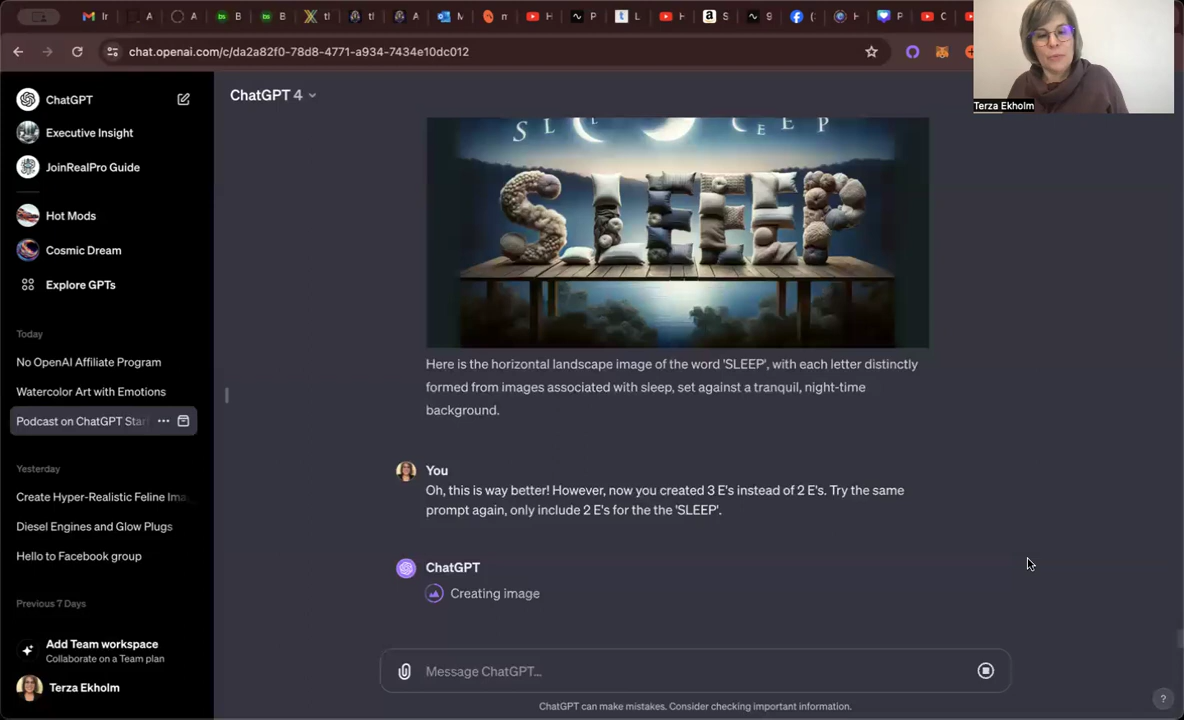 chat.openai.com/c/da2a82f0-78d8-4771-a934-7434e10dc012
Terza Ekholm
ChatGPT
Executive Insight
JoinRealPro Guide
Hot Mods
Cosmic Dream
Explore GPTs
Today
No OpenAI Affiliate Program
Watercolor Art with Emotions
Podcast on ChatGPT Star
Yesterday
Create Hyper-Realistic Feline Ima
Diesel Engines and Glow Plugs
Hello to Facebook group
Previous 7 Days
Add Team workspace
Collaborate on a Team plan
Terza Ekholm
ChatGPT 4
SLEEEP
Here is the horizontal landscape image of the word 'SLEEP', with each letter distinctly
formed from images associated with sleep, set against a tranquil, night-time
background.
You
Oh, this is way better! However, now you created 3 E's instead of 2 E's. Try the same
prompt again, only include 2 E's for the the 'SLEEP'.
ChatGPT
Creating image
Message ChatGPT...
ChatGPT can make mistakes. Consider checking important information.
?